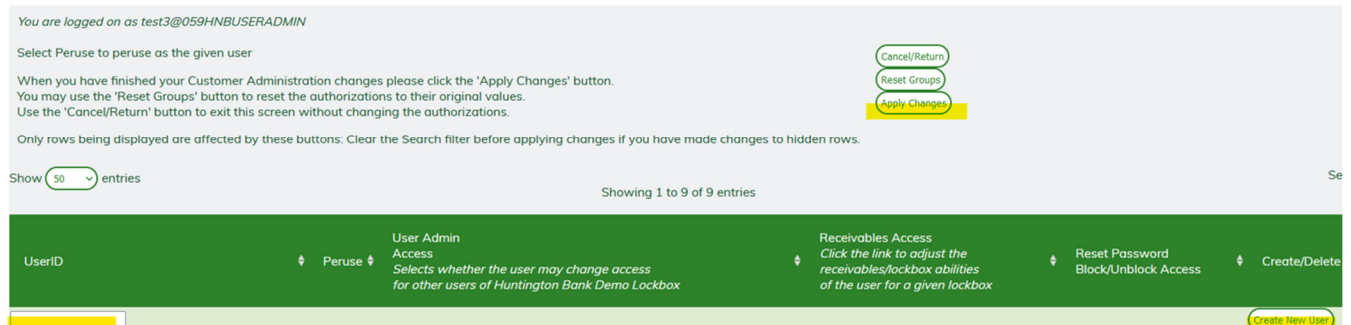 You are logged on as test3@059HNBUSERADMIN
Select Peruse to peruse as the given user
Cancel/Return
When you have finished your Customer Administration changes please click the 'Apply Changes' button.
Reset Groups
You may use the 'Reset Groups' button to reset the authorizations to their original values.
Apply Changes
Use the 'Cancel/Return' button to exit this screen without changing the authorizations.
Only rows being displayed are affected by these buttons: Clear the Search filter before applying changes if you have made changes to hidden rows.
Show 50 entries
Se
Showing 1 to 9 of 9 entries
UserID
Peruse
User Admin
Access
Selects whether the user may change access
for other users of Huntington Bank Demo Lockbox
Receivables Access
Click the link to adjust the
receivables/lockbox abilities
of the user for a given lockbox
Reset Password
Block/Unblock Access
Create/Delete
Create New User